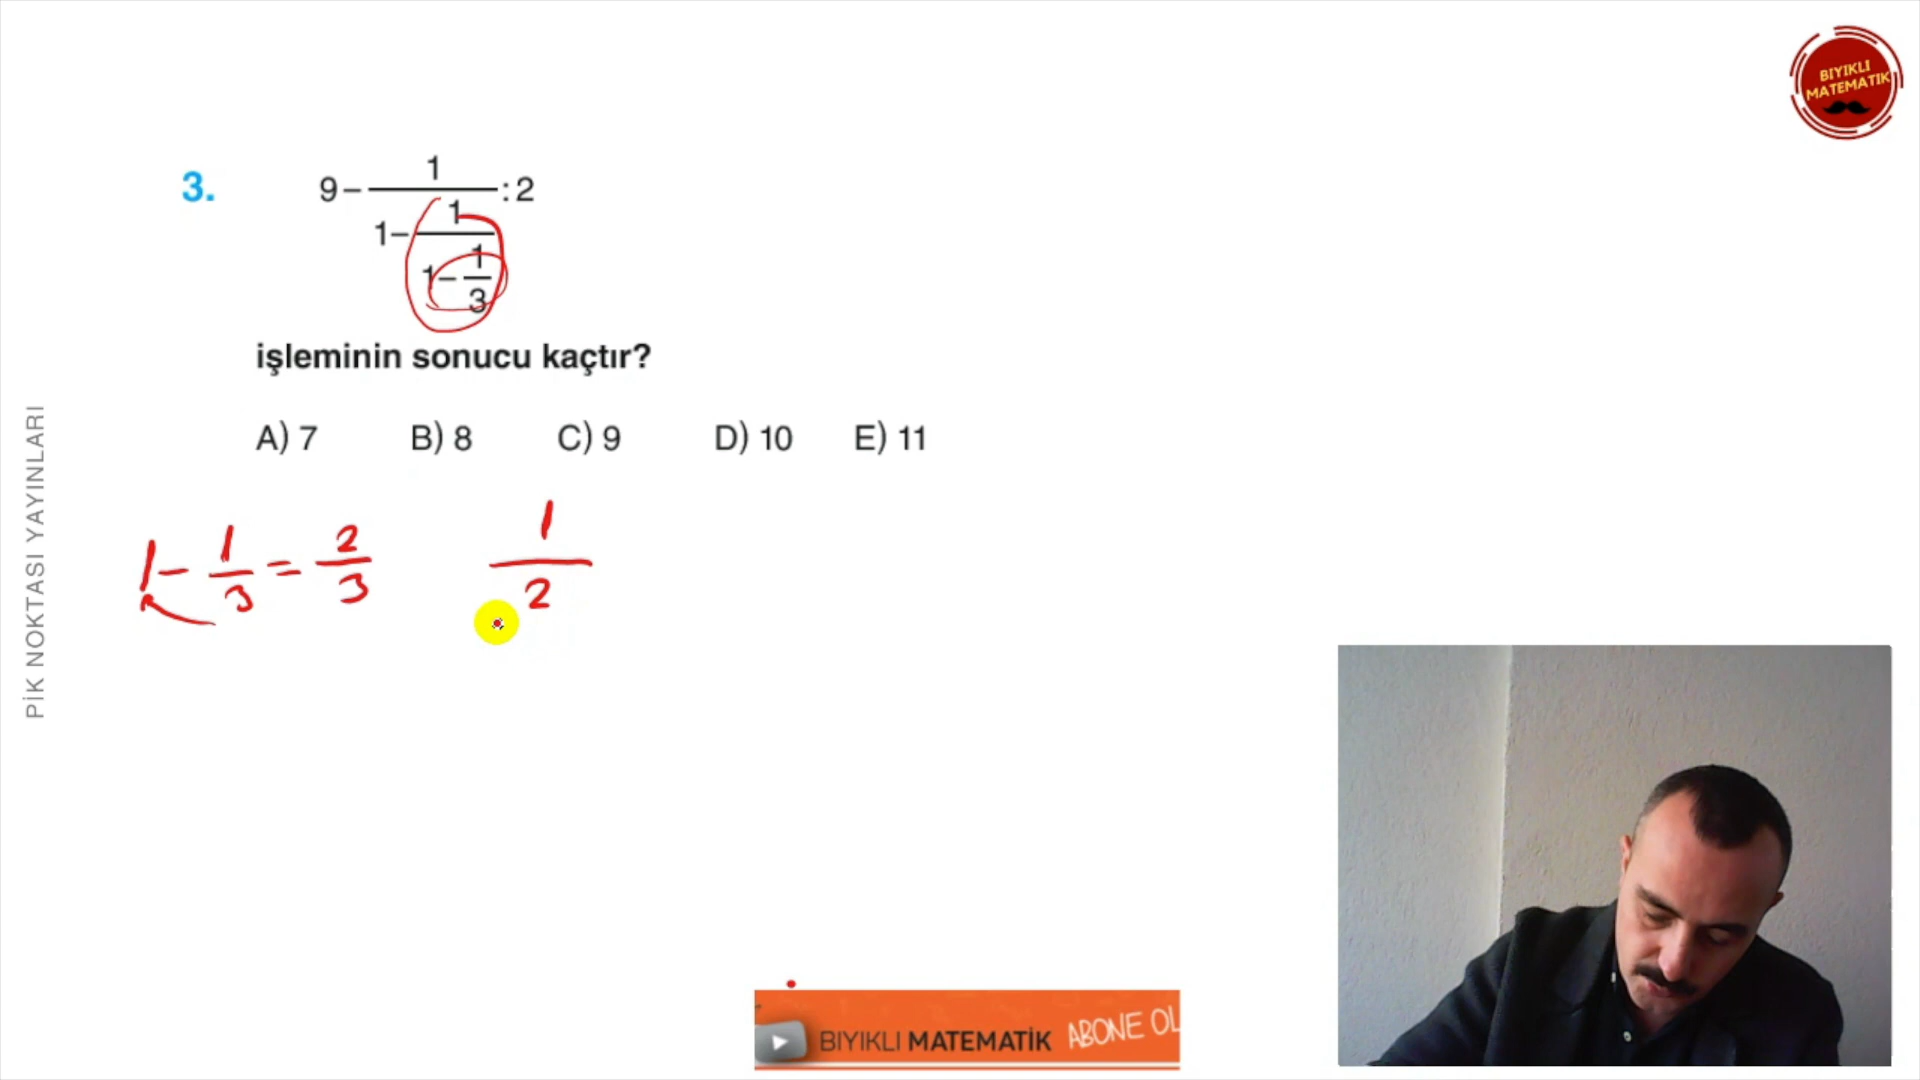 BIYIKLI
MATEMATİK
3.
9 – 1 / (1 – 1 / (1 – 1/3)) : 2
işleminin sonucu kaçtır?
A) 7 B) 8 C) 9 D) 10 E) 11
1 – 1/3 = 2/3
1/2
PİK NOKTASI YAYINLARI
BIYIKLI MATEMATİK ABONE OL